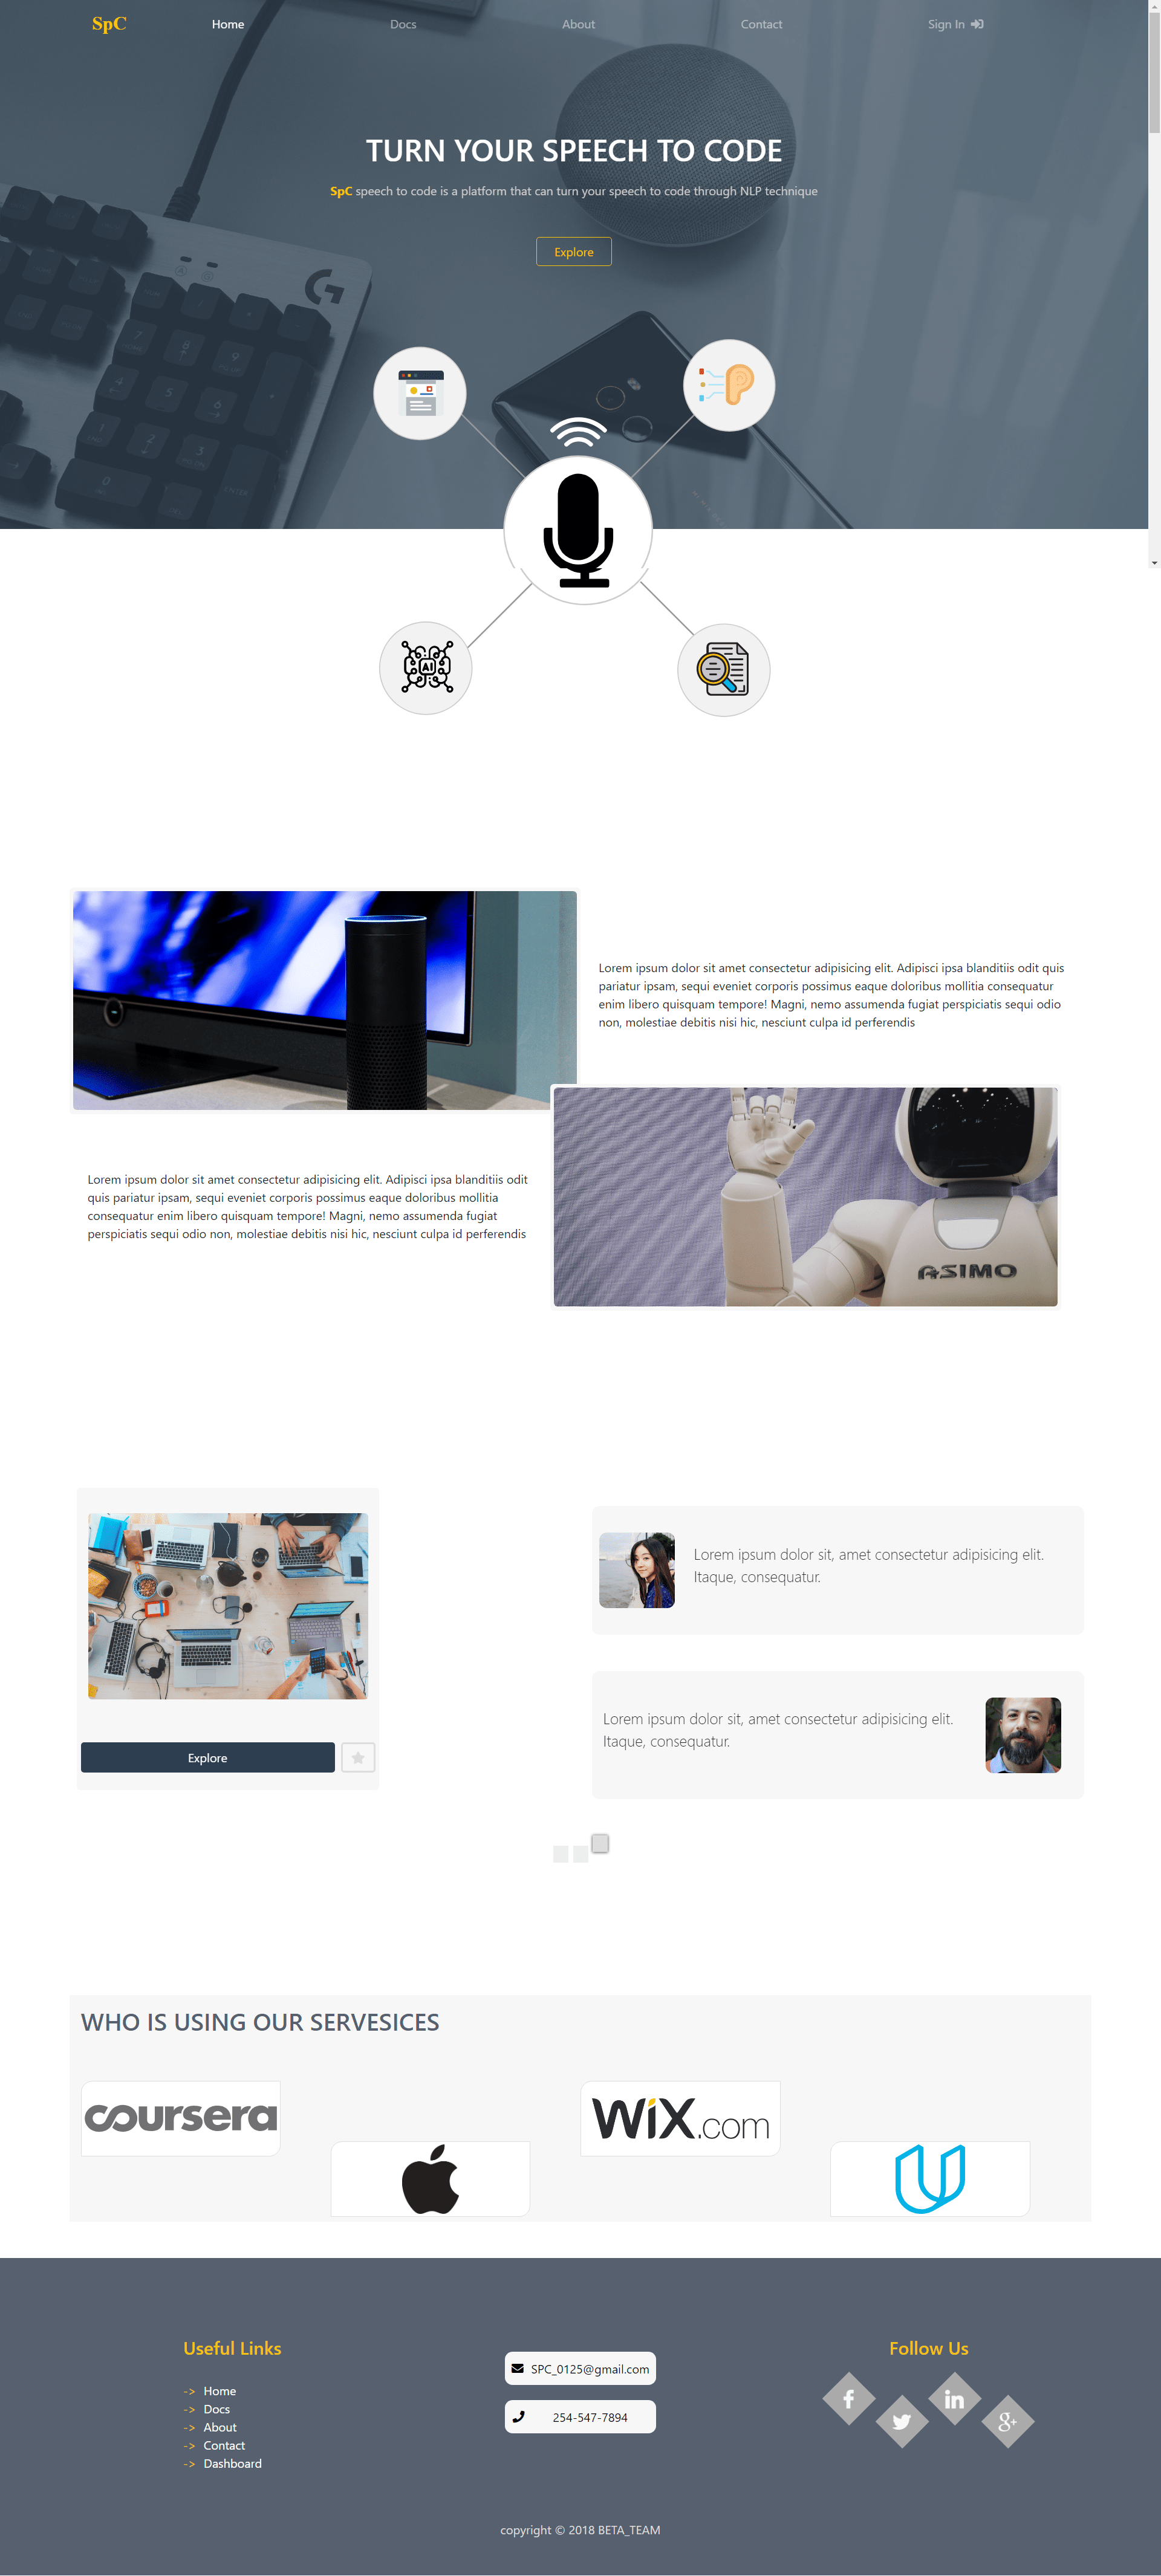 SpC
Home
Docs
About
Contact
Sign In
TURN YOUR SPEECH TO CODE
SpC speech to code is a platform that can turn your speech to code through NLP technique
Explore
AI
Lorem ipsum dolor sit amet consectetur adipisicing elit. Adipisci ipsa blanditiis odit quis
pariatur ipsam, sequi eveniet corporis possimus eaque doloribus mollitia consequatur
enim libero quisquam tempore! Magni, nemo assumenda fugiat perspiciatis sequi odio
non, molestiae debitis nisi hic, nesciunt culpa id perferendis
Lorem ipsum dolor sit amet consectetur adipisicing elit. Adipisci ipsa blanditiis odit
quis pariatur ipsam, sequi eveniet corporis possimus eaque doloribus mollitia
consequatur enim libero quisquam tempore! Magni, nemo assumenda fugiat
perspiciatis sequi odio non, molestiae debitis nisi hic, nesciunt culpa id perferendis
ASIMO
Lorem ipsum dolor sit, amet consectetur adipisicing elit.
Itaque, consequatur.
Explore
Lorem ipsum dolor sit, amet consectetur adipisicing elit.
Itaque, consequatur.
WHO IS USING OUR SERVESICES
coursera
WiX.com
Useful Links
-> Home
-> Docs
-> About
-> Contact
-> Dashboard
SPC_0125@gmail.com
254-547-7894
Follow Us
f
in
g+
copyright © 2018 BETA_TEAM